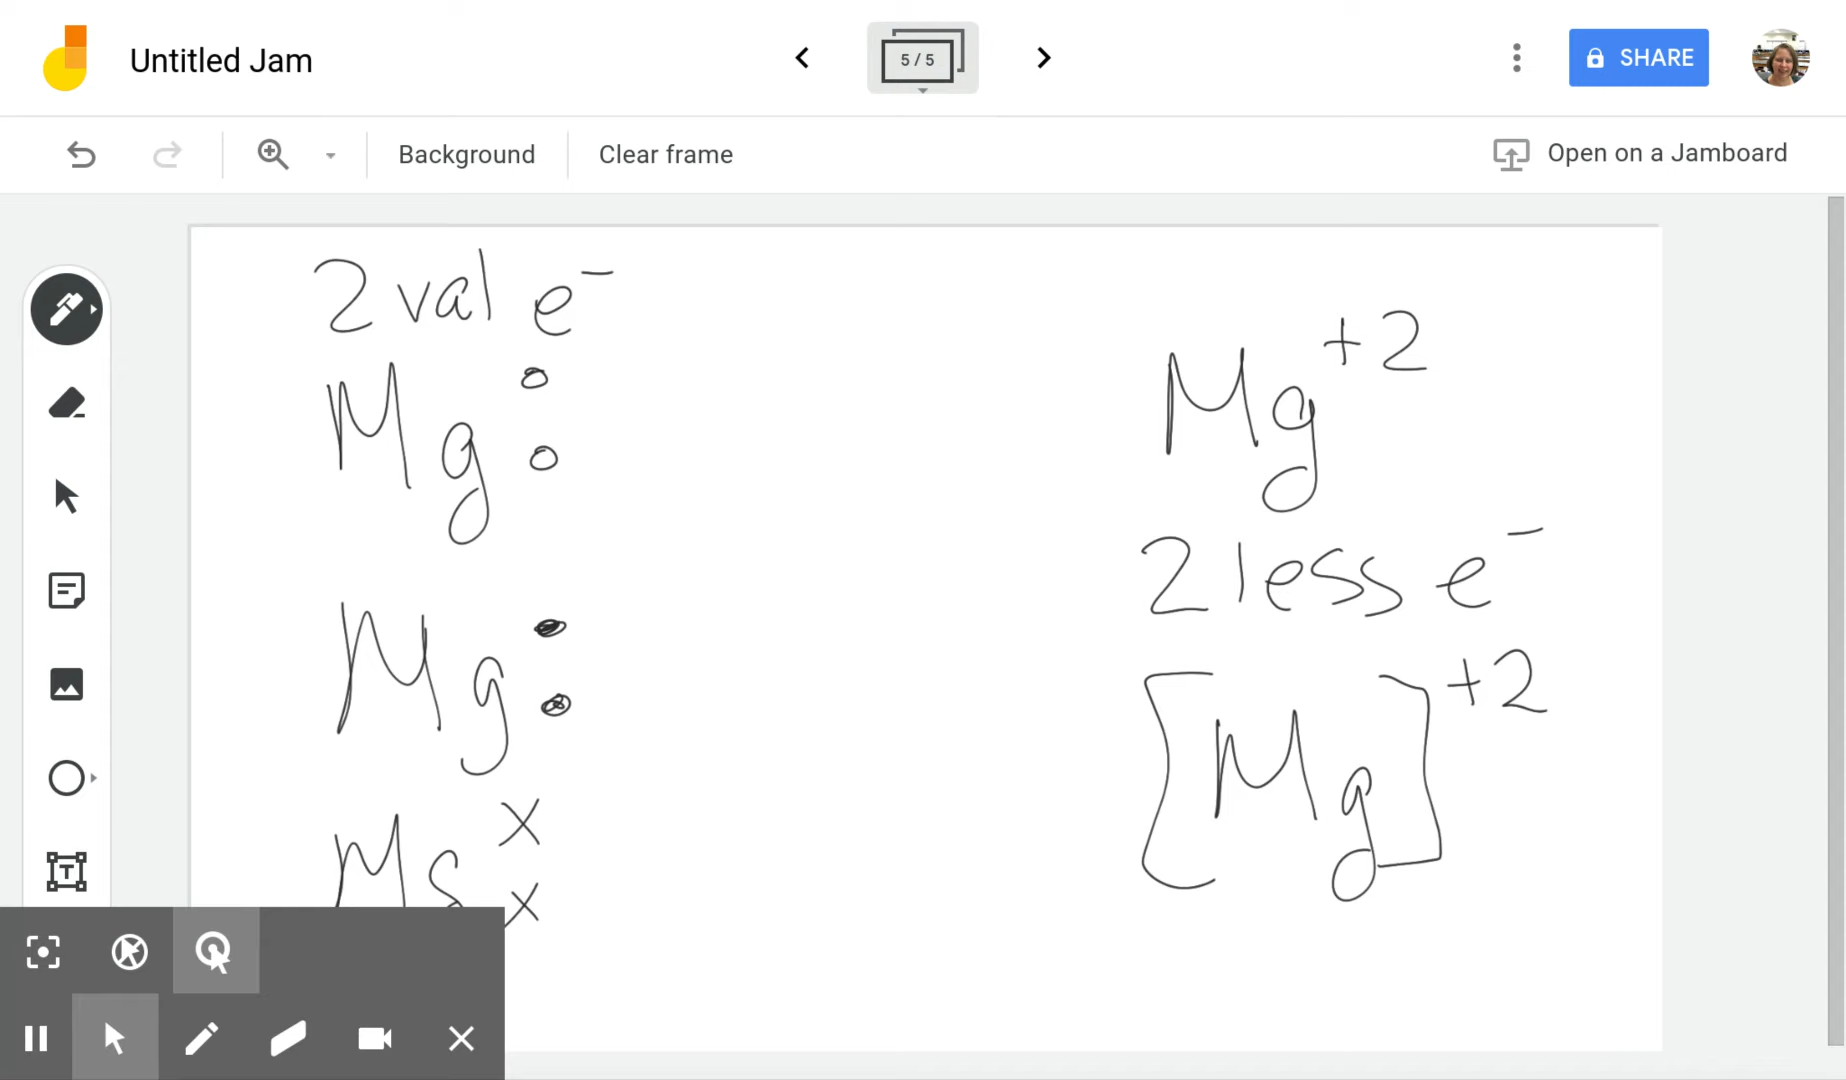 Untitled Jam
5 / 5
SHARE
Background
Clear frame
Open on a Jamboard
2 val e⁻
Mg
Mg
Mg
Mg⁺²
2 less e⁻
[Mg]⁺²